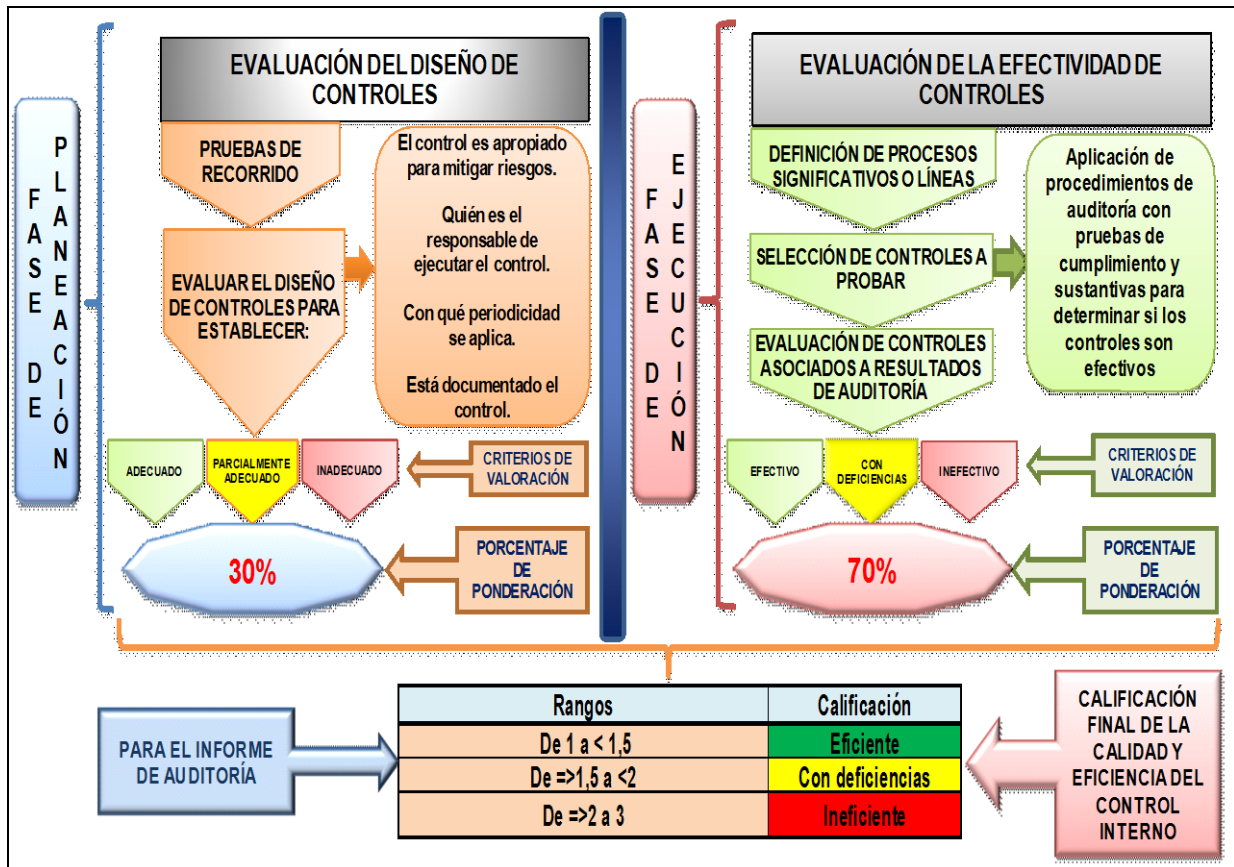 FASE DE
PLANEACIÓN
EVALUACIÓN DEL DISEÑO DE
CONTROLES
PRUEBAS DE
RECORRIDO
EVALUAR EL DISEÑO
DE CONTROLES PARA
ESTABLECER:
El control es apropiado
para mitigar riesgos.
Quién es el
responsable de
ejecutar el control.
Con qué periodicidad
se aplica.
Está documentado el
control.
ADECUADO
PARCIALMENTE
ADECUADO
INADECUADO
CRITERIOS DE
VALORACIÓN
30%
PORCENTAJE
DE
PONDERACIÓN
FASE DE
EJECUCIÓN
EVALUACIÓN DE LA EFECTIVIDAD DE
CONTROLES
DEFINICIÓN DE PROCESOS
SIGNIFICATIVOS O LÍNEAS
SELECCIÓN DE CONTROLES A
PROBAR
EVALUACIÓN DE CONTROLES
ASOCIADOS A RESULTADOS
DE AUDITORÍA
Aplicación de
procedimientos de
auditoría con
pruebas de
cumplimiento y
sustantivas para
determinar si los
controles son
efectivos
EFECTIVO
CON
DEFICIENCIAS
INEFECTIVO
CRITERIOS DE
VALORACIÓN
70%
PORCENTAJE
DE
PONDERACIÓN
PARA EL INFORME
DE AUDITORÍA
Rangos Calificación
De 1 a < 1,5 Eficiente
De =>1,5 a <2 Con deficiencias
De =>2 a 3 Ineficiente
CALIFICACIÓN
FINAL DE LA
CALIDAD Y
EFICIENCIA DEL
CONTROL
INTERNO